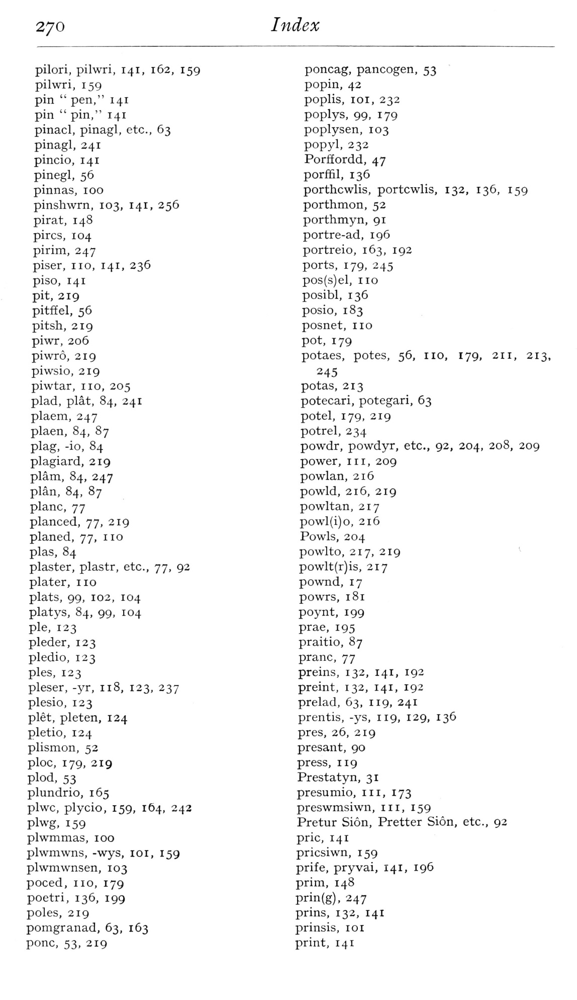 270 Index
pilori, pilwri, 141, 162, 159
pilwri, 159
pin “ pen,” 141
pin “ pin,” 141
pinacl, pinagl, etc., 63
pinagl, 241
pincio, 141
pinegl, 56
pinnas, 100
pinshwrn, 103, 141, 256
pirat, 148
pircs, 104
pirim, 247
piser, 110, 141, 236
piso, 141
pit, 219
pitffel, 56
pitsh, 219
piwr, 206
piwrô, 219
piwsio, 219
piwtar, 110, 205
plad, plât, 84, 241
plaem, 247
plaen, 84, 87
plag, -io, 84
plagiard, 219
plâm, 84, 247
plân, 84, 87
planc, 77
planced, 77, 219
planed, 77, 110
plas, 84
plaster, plastr, etc., 77, 92
plater, 110
plats, 99, 102, 104
platys, 84, 99, 104
ple, 123
pleder, 123
pledio, 123
ples, 123
pleser, -yr, 118, 123, 237
plesio, 123
plêt, pleten, 124
pletio, 124
plismon, 52
ploc, 179, 219
plod, 53
plundrio, 165
plwc, plycio, 159, 164, 242
plwg, 159
plwmmas, 100
plwmwns, -wys, 101, 159
plwmwnsen, 103
poced, 110, 179
poetri, 136, 199
poles, 219
pomgranad, 63, 163
ponc, 53, 219
poncag, pancogen, 53
popin, 42
poplis, 101, 232
poplys, 99, 179
poplysen, 103
popyl, 232
Porffordd, 47
porffil, 136
porthcwlis, portcwlis, 132, 136, 159
porthmon, 52
porthmyn, 91
portre-ad, 196
portreio, 163, 192
ports, 179, 245
pos(s)el, 110
posibl, 136
posio, 183
posnet, 110
pot, 179
potaes, potes, 56, 110, 179, 211, 213,
245
potas, 213
potecari, potegari, 63
potel, 179, 219
potrel, 234
powdr, powdyr, etc., 92, 204, 208, 209
power, 111, 209
powlan, 216
powld, 216, 219
powltan, 217
powl(i)o, 216
Powls, 204
powlto, 217, 219
powlt(r)is, 217
pownd, 17
powrs, 181
poynt, 199
prae, 195
praitio, 87
pranc, 77
preins, 132, 141, 192
preint, 132, 141, 192
prelad, 63, 119, 241
prentis, -ys, 119, 129, 136
pres, 26, 219
presant, 90
press, 119
Prestatyn, 31
presumio, 111, 173
preswmsiwn, 111, 159
Pretur Siôn, Pretter Siôn, etc., 92
pric, 141
pricsiwn, 159
prife, pryvai, 141, 196
prim, 148
prin(g), 247
prins, 132, 141
prinsis, 101
print, 141